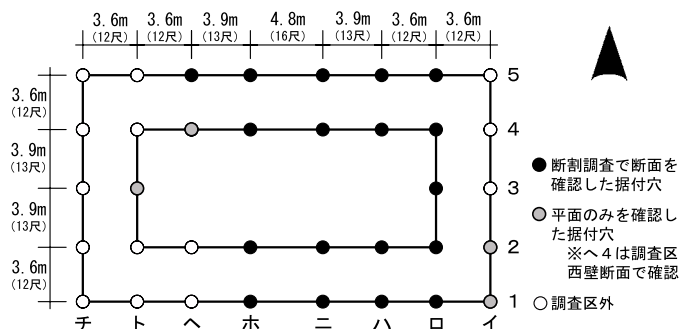 3.6m 3.6m 3.9m 4.8m 3.9m 3.6m 3.6m
(12尺) (12尺) (13尺) (16尺) (13尺) (12尺) (12尺)
5
3.6m
(12尺)
4
3.9m
(13尺)
3
3.9m
(13尺)
2
3.6m
(12尺)
1
チ ト ヘ ホ ニ ハ ロ イ
断割調査で断面を
確認した据付穴
平面のみを確認し
た据付穴
※ヘ4は調査区
西壁断面で確認
調査区外